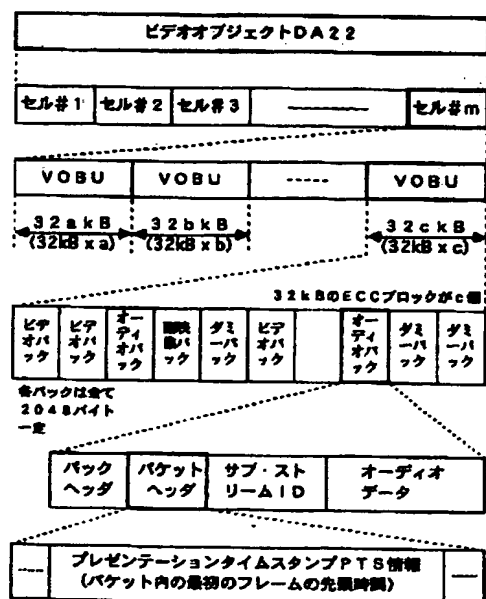 ビデオオブジェクトDA22
セル#1 セル#2 セル#3 セル#m
VOBU VOBU VOBU
32akB 32bkB 32ckB
(32kB x a) (32kB x b) (32kB x c)
32kBのECCブロックがc個
ビデオパック ビデオパック オーディオパック 副映像パック ダミーパック ビデオパック オーディオパック ダミーパック ダミーパック
各パックは全て
2048バイト
一定
パックヘッダ パケットヘッダ サブ・ストリームID オーディオデータ
プレゼンテーションタイムスタンプPTS情報
(パケット内の最初のフレームの先頭時間)